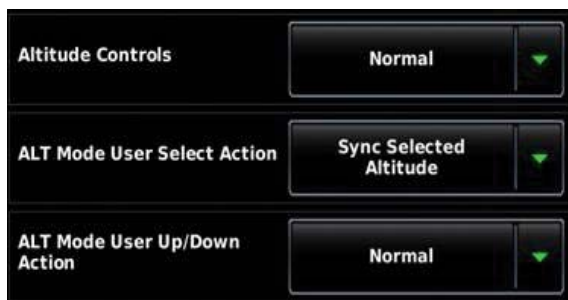 Altitude Controls
Normal
ALT Mode User Select Action
Sync Selected
Altitude
ALT Mode User Up/Down
Action
Normal